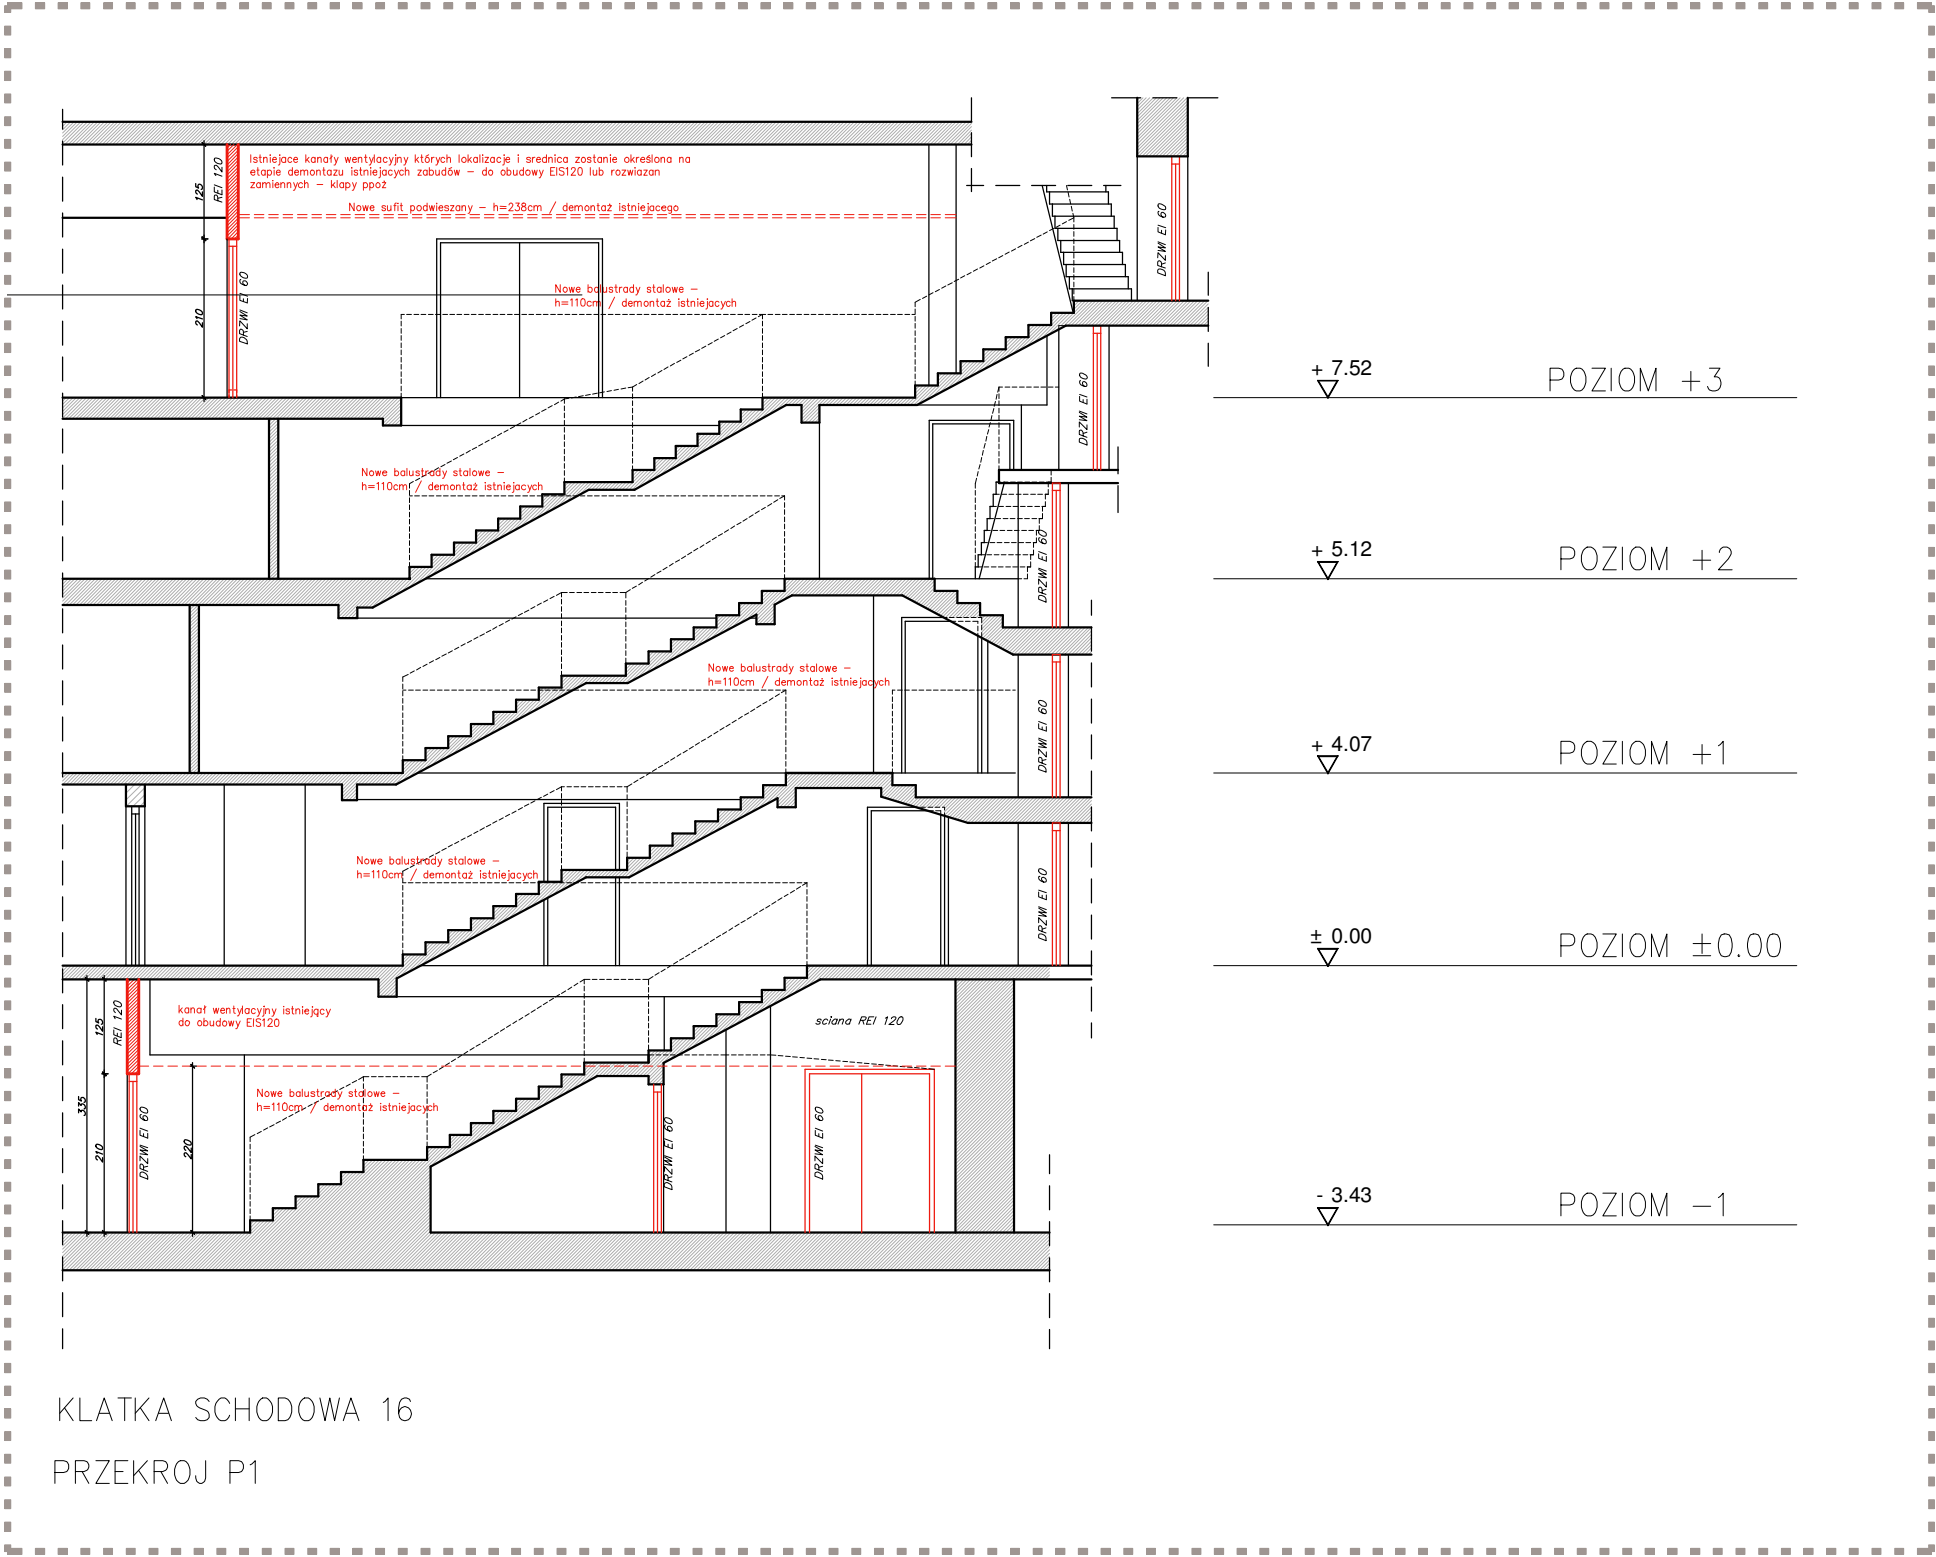 Istniejace kanały wentylacyjny których lokalizacje i srednica zostanie określona na
etapie demontazu istniejacych zabudów – do obudowy EIS120 lub rozwiazan
zamiennych – klapy ppoż
Nowe sufit podwieszany – h=238cm / demontaż istniejacego
REI 120
125
210
DRZWI EI 60
DRZWI EI 60
Nowe balustrady stalowe –
h=110cm / demontaż istniejacych
DRZWI EI 60
+ 7.52
POZIOM +3
Nowe balustrady stalowe –
h=110cm / demontaż istniejacych
DRZWI EI 60
+ 5.12
POZIOM +2
Nowe balustrady stalowe –
h=110cm / demontaż istniejacych
DRZWI EI 60
+ 4.07
POZIOM +1
Nowe balustrady stalowe –
h=110cm / demontaż istniejacych
DRZWI EI 60
± 0.00
POZIOM ±0.00
kanał wentylacyjny istniejący
do obudowy EIS120
REI 120
125
sciana REI 120
335
210
220
Nowe balustrady stalowe –
h=110cm / demontaż istniejacych
DRZWI EI 60
DRZWI EI 60
DRZWI EI 60
- 3.43
POZIOM –1
KLATKA SCHODOWA 16
PRZEKROJ P1